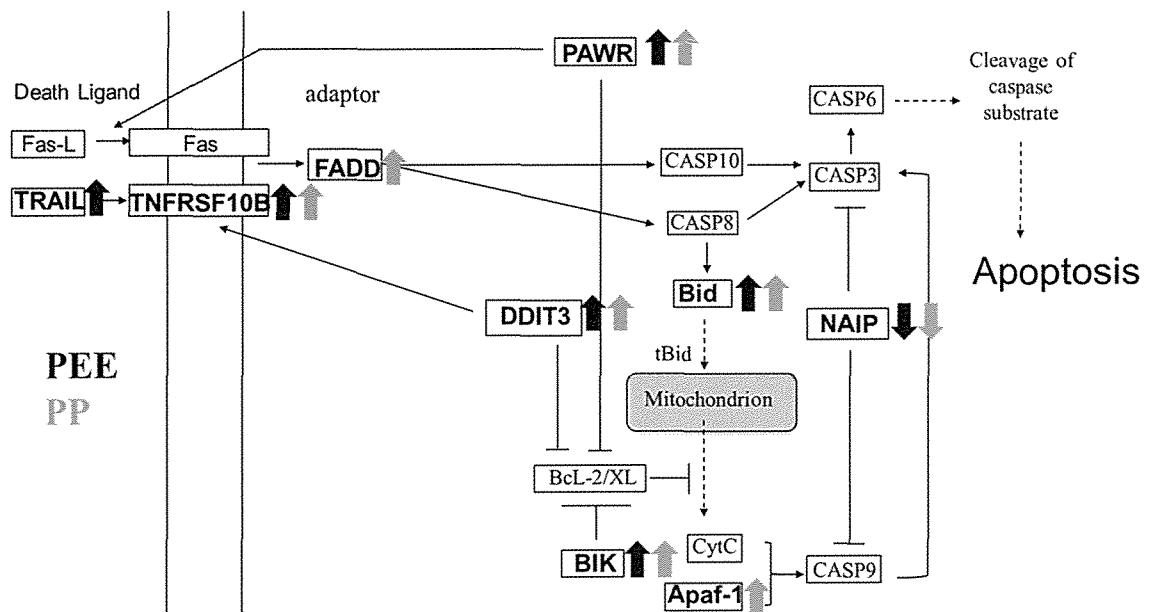 PAWR
Death Ligand
adaptor
Cleavage of
caspase
substrate
CASP6
Fas-L
Fas
FADD
CASP10
CASP3
TRAIL
TNFRSF10B
CASP8
Apoptosis
Bid
DDIT3
NAIP
tBid
PEE
PP
Mitochondrion
BcL-2/XL
CytC
BIK
CASP9
Apaf-1